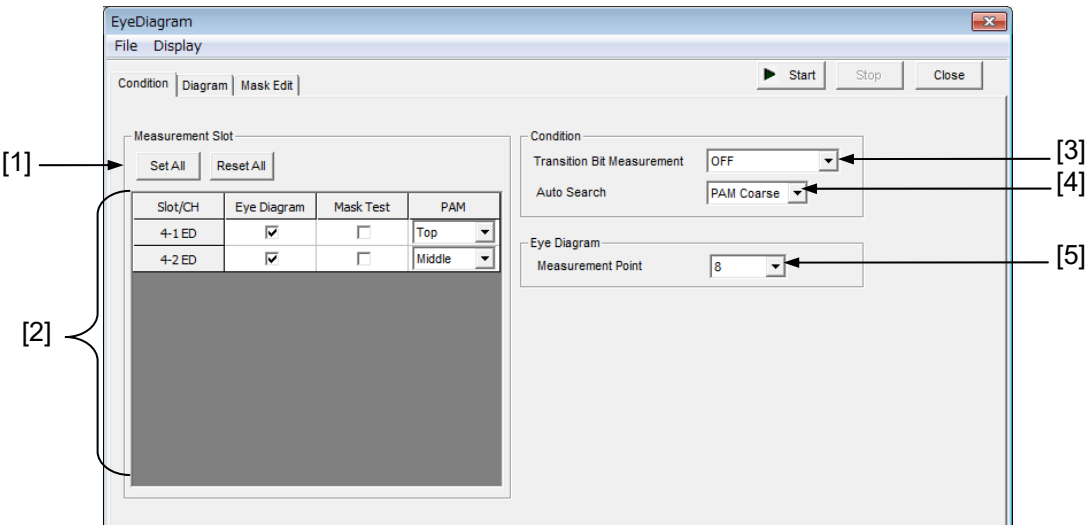 EyeDiagram
File Display
Condition Diagram Mask Edit
Start Stop Close
Measurement Slot
[1]
Set All Reset All
[2]
Slot/CH Eye Diagram Mask Test PAM
4-1 ED Top
4-2 ED Middle
Condition
Transition Bit Measurement OFF [3]
Auto Search PAM Coarse [4]
Eye Diagram
Measurement Point 8 [5]